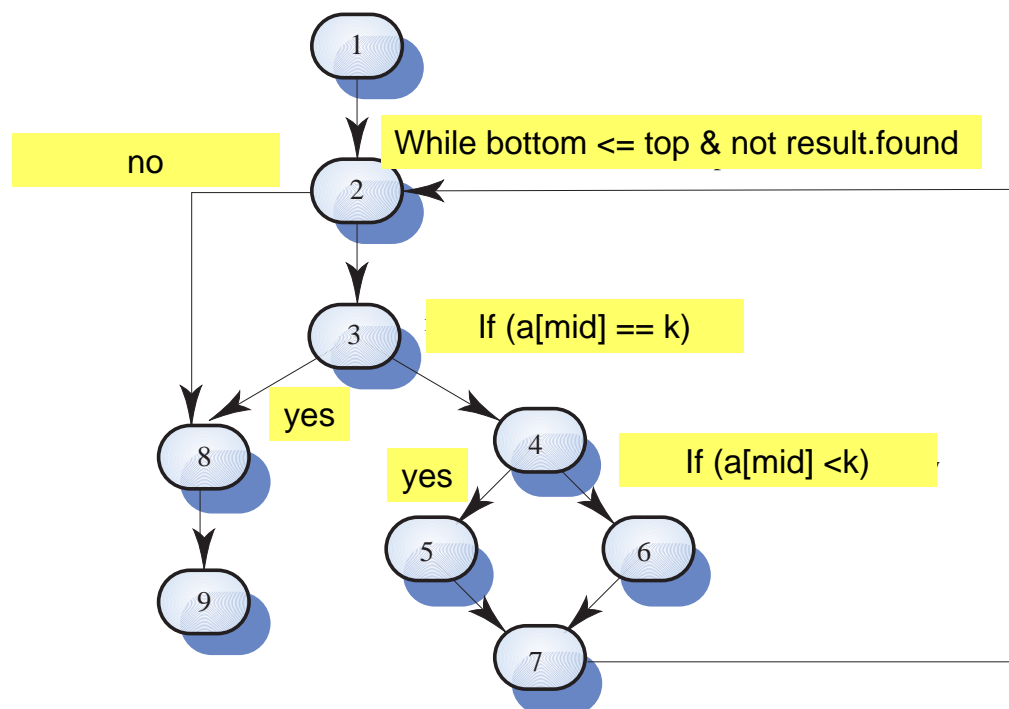 1
While bottom <= top & not result.found
no
2
If (a[mid] == k)
3
yes
4
If (a[mid] <k)
8
yes
5
6
9
7